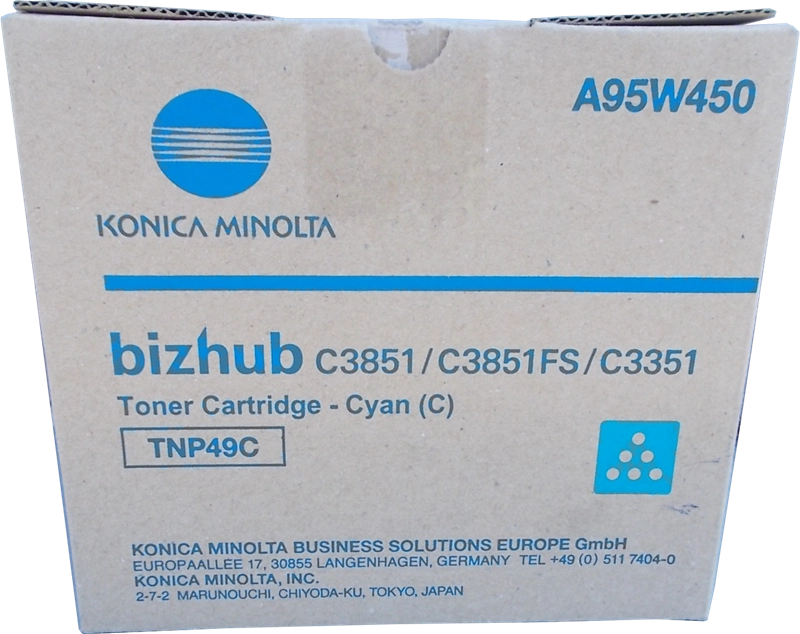 A95W450
KONICA MINOLTA
bizhub C3851/C3851FS/C3351
Toner Cartridge - Cyan (C)
TNP49C
KONICA MINOLTA BUSINESS SOLUTIONS EUROPE GmbH
EUROPAALLEE 17, 30855 LANGENHAGEN, GERMANY TEL +49 (0) 511 7404-0
KONICA MINOLTA, INC.
2-7-2 MARUNOUCHI, CHIYODA-KU, TOKYO, JAPAN